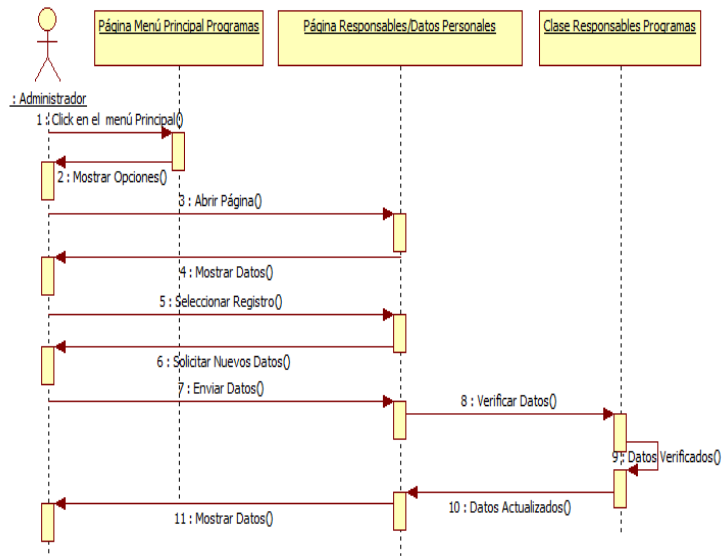 Página Menú Principal Programas
Página Responsables/Datos Personales
Clase Responsables Programas
: Administrador
1 : Click en el menú Principal()
2 : Mostrar Opciones()
3 : Abrir Página()
4 : Mostrar Datos()
5 : Seleccionar Registro()
6 : Solicitar Nuevos Datos()
7 : Enviar Datos()
8 : Verificar Datos()
9 : Datos Verificados()
10 : Datos Actualizados()
11 : Mostrar Datos()